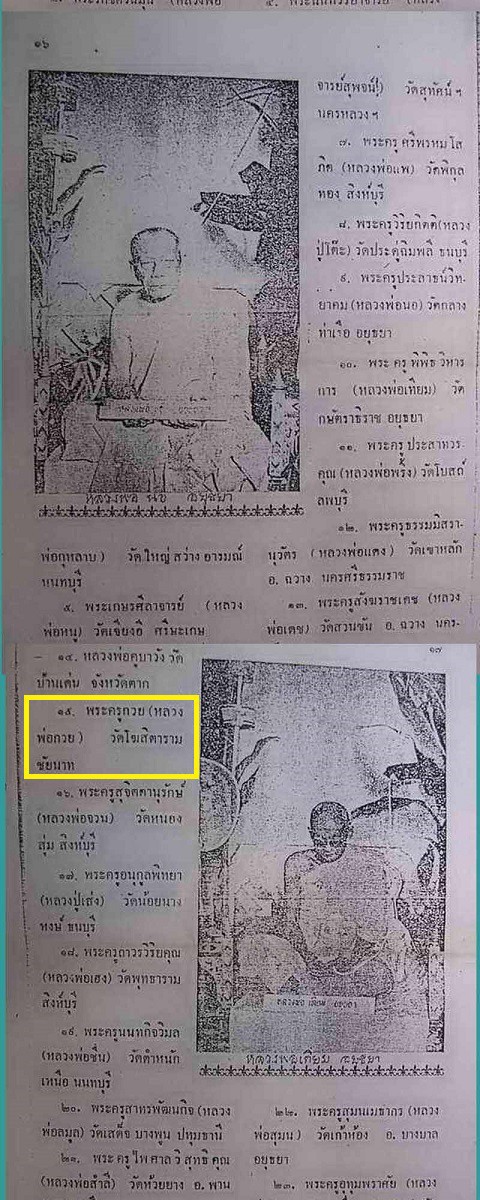 ๑๖
จารย์สุพจน์) วัดสุทัศน์ ฯ
นครหลวง ฯ
๗. พระครู ศรีพรหม โส
ภิต (หลวงพ่อแพ) วัดพิกุล
ทอง สิงห์บุรี
๘. พระครูวิริยกิตติ (หลวง
ปู่โต๊ะ) วัดประดู่ฉิมพลี ธนบุรี
๙. พระครูประสาธน์วิท-
ยาคม (หลวงพ่อนอ) วัดกลาง
ท่าเรือ อยุธยา
๑๐. พระ ครู พิพิธ วิหาร
การ (หลวงพ่อเทียม) วัด
กษัตราธิราช อยุธยา
๑๑. พระครู ประสาทวร
คุณ (หลวงพ่อพริ้ง) วัดโบสถ์
ลพบุรี
๑๒. พระครูธรรมมิสรา-
นุวัตร (หลวงพ่อแดง) วัดเขาหลัก
อ. ฉวาง นครศรีธรรมราช
๑๓. พระครูสังฆราชเดช (หลวง
พ่อเดช) วัดสวนขัน อ. ฉวาง นคร-
หลวงพ่อ นอ อยุธยา
พ่อกุหลาบ) วัด ใหญ่ สว่าง อารมณ์
นนทบุรี
๕. พระเกษรศีลาจารย์ (หลวง
พ่อหนู) วัดเจียงอี ศรีษะเกษ
๑๗
๑๔. หลวงพ่อคูบาวัง วัด
บ้านเด่น จังหวัดตาก
๑๕. พระครูกวย (หลวง
พ่อกวย) วัดโฆสิตาราม
ชัยนาท
๑๖. พระครูสุจิตตานุรักษ์
(หลวงพ่อจวน) วัดหนอง
สุ่ม สิงห์บุรี
๑๗. พระครูอนุกูลพิทยา
(หลวงปู่เส่ง) วัดน้อยนาง
หงษ์ ธนบุรี
๑๘. พระครูถาวรวิริยคุณ
(หลวงพ่อเฮง) วัดพุทธาราม
สิงห์บุรี
๑๙. พระครูนนทกิจวิมล
(หลวงพ่อชื่น) วัดตำหนัก
เหนือ นนทบุรี
หลวงพ่อเทียม อยุธยา
๒๐. พระครูสาทรพัฒนกิจ (หลวง
พ่อลมูล) วัดเสด็จ บางพูน ปทุมธานี
๒๑. พระ ครู ไพ ศาล วิ สุทธิ คุณ
(หลวงพ่อสำลี) วัดห้วยยาง อ. พาน
๒๒. พระครูสุมนเมธากร (หลวง
พ่อสุมน) วัดเก้าห้อง อ. บางบาล
อยุธยา
๒๓. พระครูอุทุมพราศัย (หลวง